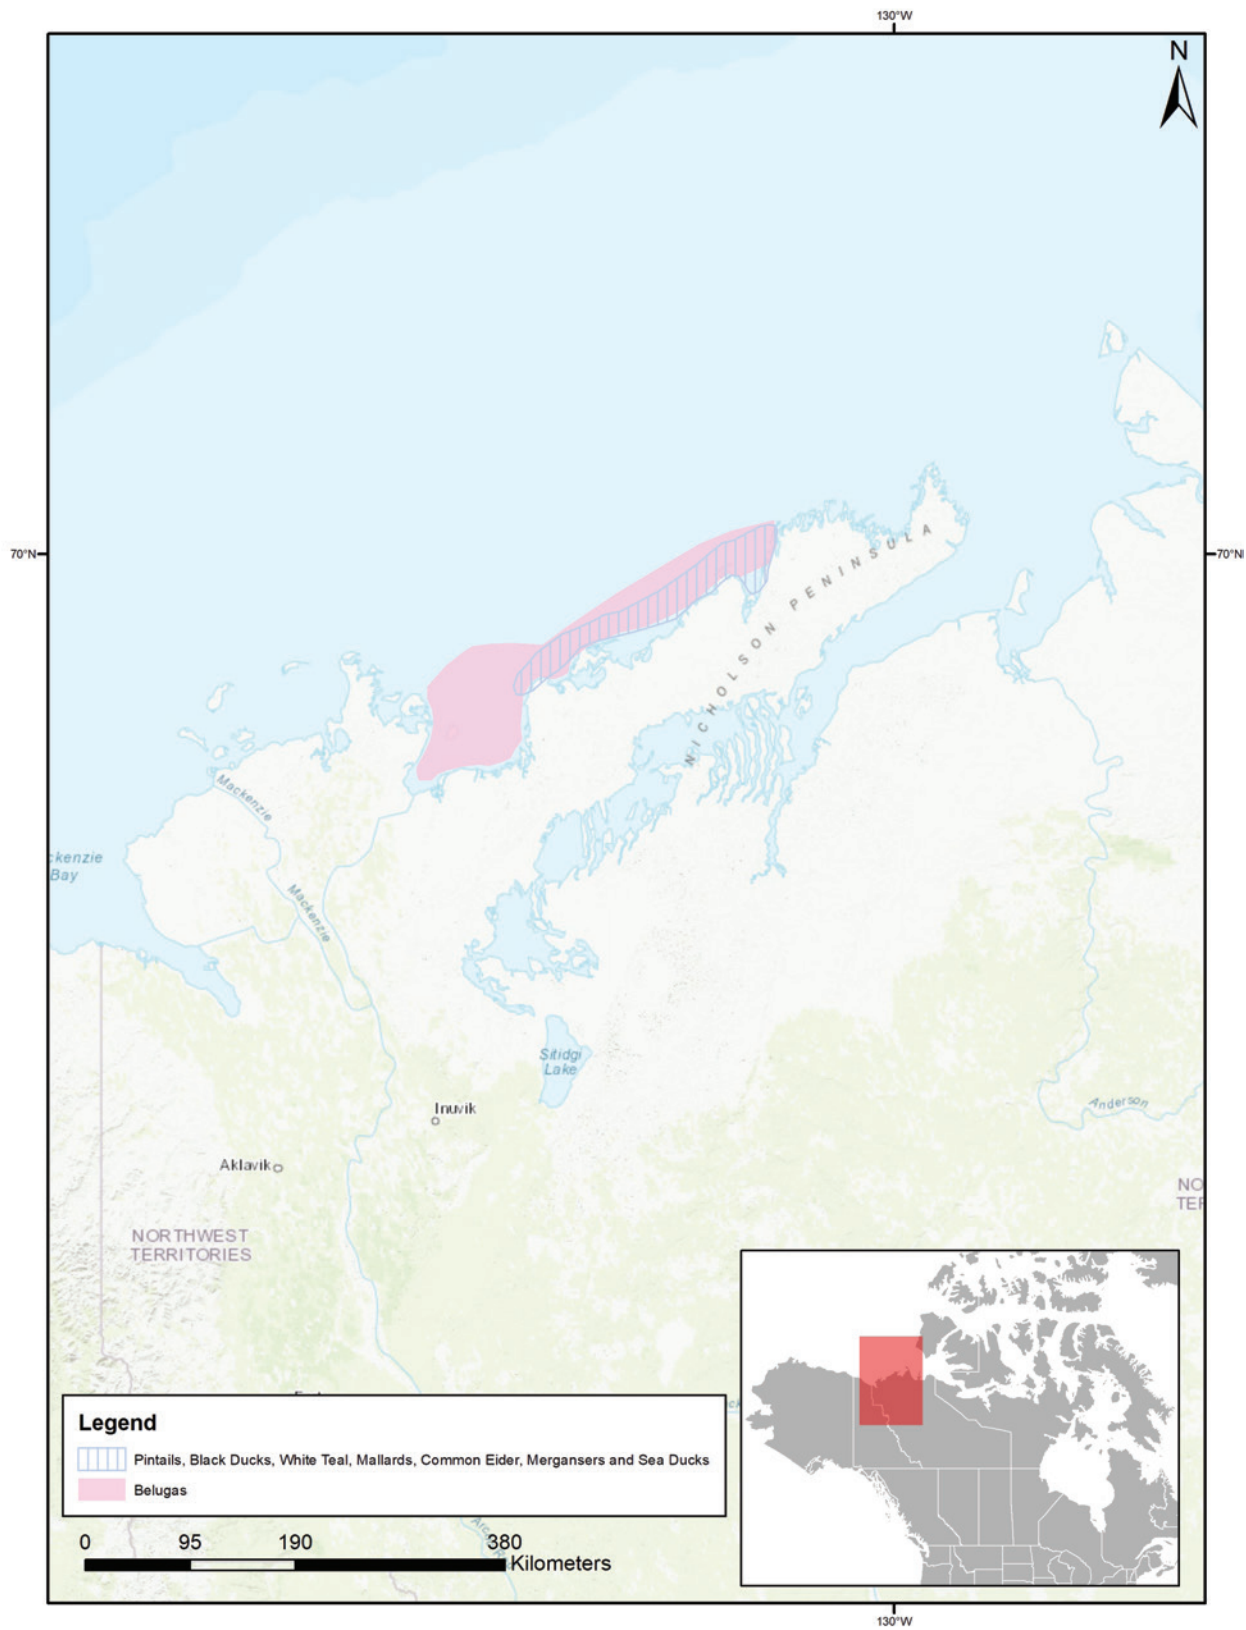 130°W
N
70°N
70°N
NICHOLSON PENINSULA
Mackenzie
ckenzie
Bay
Mackenzie
Sitidgi
Lake
Inuvik
Anderson
Aklavik
NO
TER
NORTHWEST
TERRITORIES
Legend
Pintails, Black Ducks, White Teal, Mallards, Common Eider, Mergansers and Sea Ducks
Belugas
0 95 190 380
Kilometers
130°W